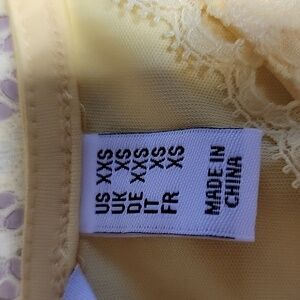 US XXS
UK XS
DE XXS
IT XS
FR XS
MADE IN
CHINA